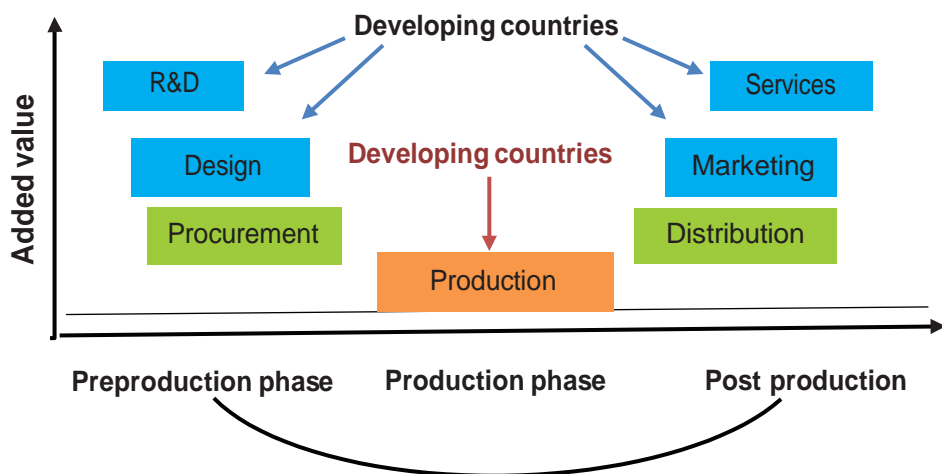 Developing countries
R&D
Services
Design
Developing countries
Marketing
Procurement
Distribution
Production
Added value
Preproduction phase
Production phase
Post production